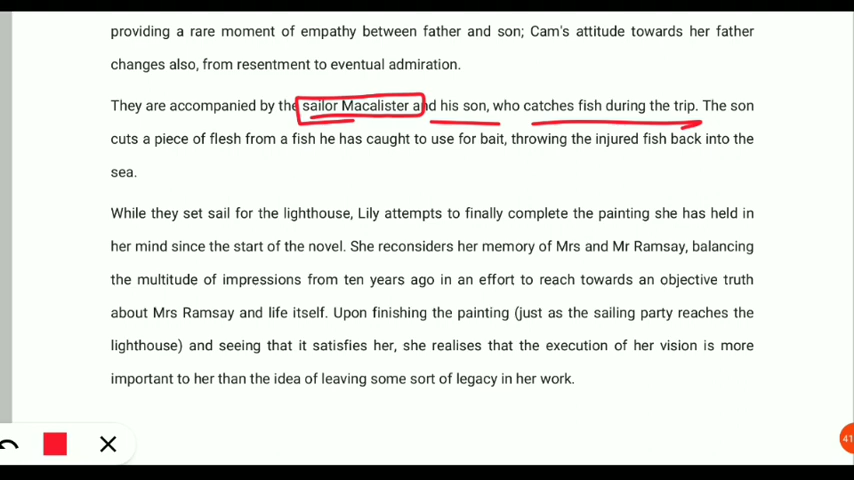 providing a rare moment of empathy between father and son; Cam's attitude towards her father
changes also, from resentment to eventual admiration.
They are accompanied by the sailor Macalister and his son, who catches fish during the trip. The son
cuts a piece of flesh from a fish he has caught to use for bait, throwing the injured fish back into the
sea.
While they set sail for the lighthouse, Lily attempts to finally complete the painting she has held in
her mind since the start of the novel. She reconsiders her memory of Mrs and Mr Ramsay, balancing
the multitude of impressions from ten years ago in an effort to reach towards an objective truth
about Mrs Ramsay and life itself. Upon finishing the painting (just as the sailing party reaches the
lighthouse) and seeing that it satisfies her, she realises that the execution of her vision is more
important to her than the idea of leaving some sort of legacy in her work.
41